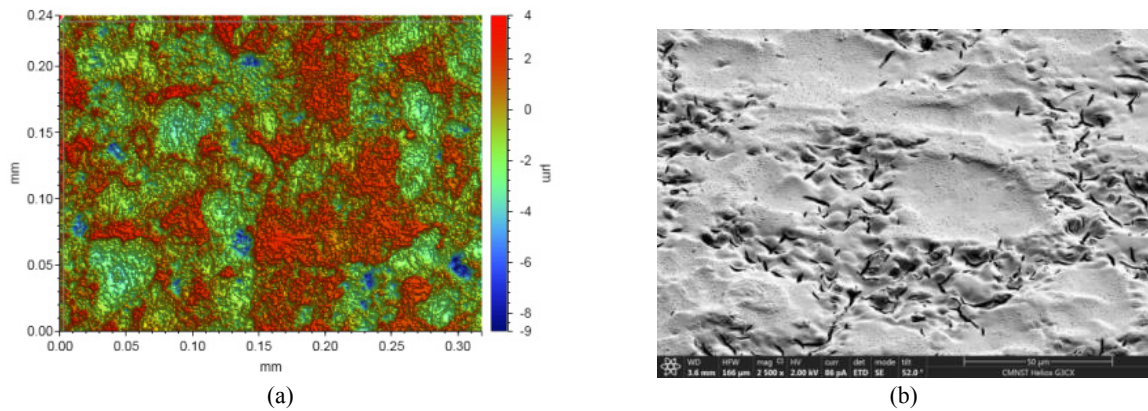 0.24
0.20
0.15
0.10
0.05
0.00
mm
0.00 0.05 0.10 0.15 0.20 0.25 0.30
mm
4
2
0
-2
-4
-6
-8
-9
µm
(a)
WD HFW mag HV curr det mode tilt
3.6 mm 166 µm 2 500 x 2.00 kV 86 pA ETD SE 52.0 °
50 µm
CMNST Helios G3CX
(b)